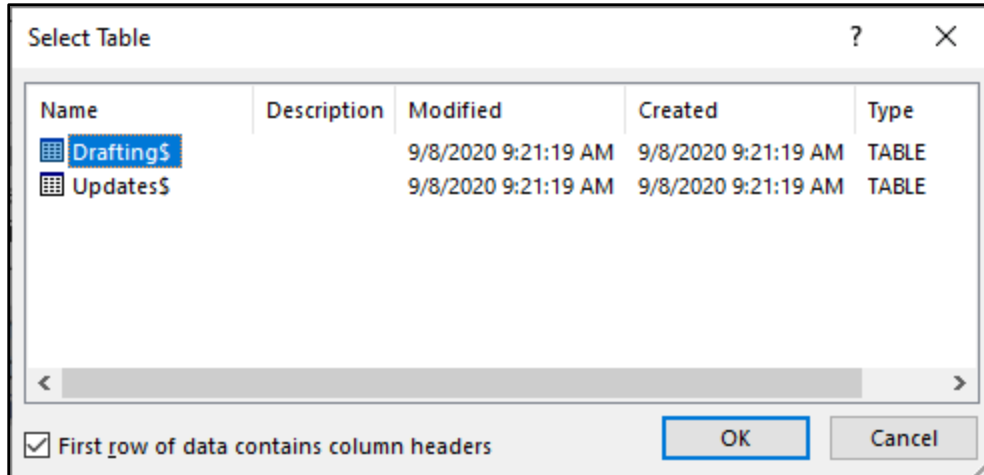 Select Table ?
Name Description Modified Created Type
Drafting$ 9/8/2020 9:21:19 AM 9/8/2020 9:21:19 AM TABLE
Updates$ 9/8/2020 9:21:19 AM 9/8/2020 9:21:19 AM TABLE
First row of data contains column headers OK Cancel